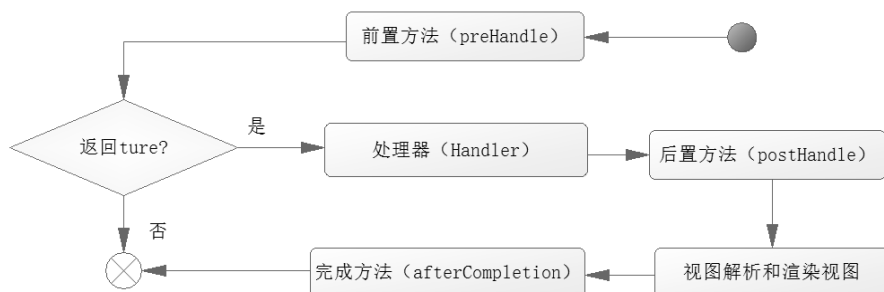 前置方法（preHandle）
返回ture?
是
处理器（Handler）
后置方法（postHandle）
否
完成方法（afterCompletion）
视图解析和渲染视图